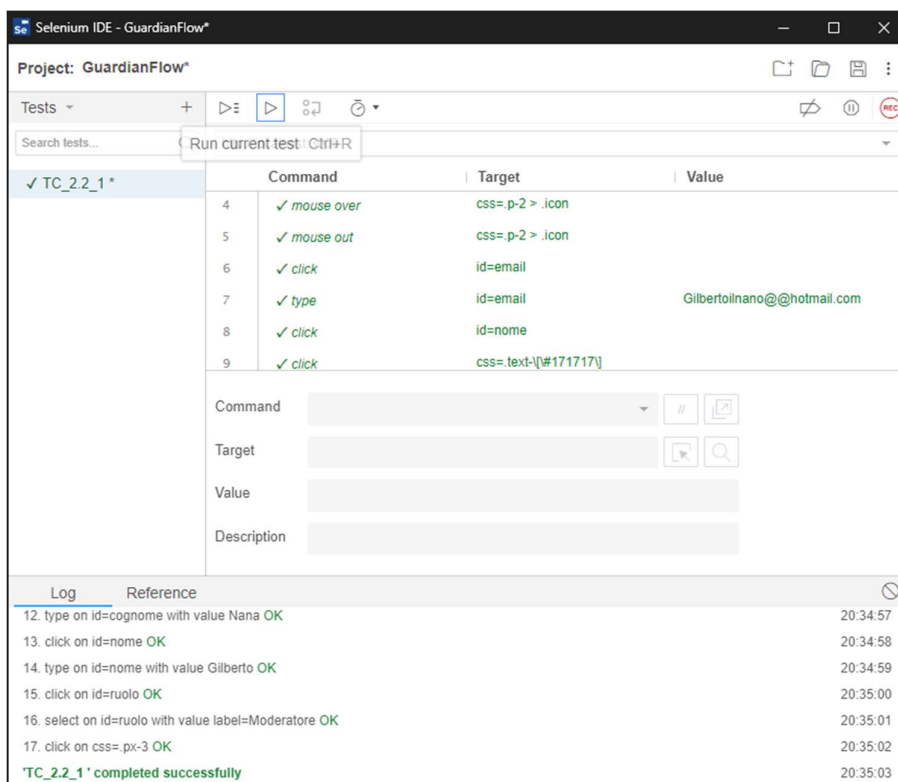 Se Selenium IDE - GuardianFlow*
Project: GuardianFlow*
Tests
REC
Search tests...
Run current test Ctrl+R
✓ TC_2.2_1 *
Command Target Value
4 ✓ mouse over css=.p-2 > .icon
5 ✓ mouse out css=.p-2 > .icon
6 ✓ click id=email
7 ✓ type id=email Gilbertoilnano@@hotmail.com
8 ✓ click id=nome
9 ✓ click css=.text-\[\#171717\]
Command
//
Target
Value
Description
Log Reference
12. type on id=cognome with value Nana OK 20:34:57
13. click on id=nome OK 20:34:58
14. type on id=nome with value Gilberto OK 20:34:59
15. click on id=ruolo OK 20:35:00
16. select on id=ruolo with value label=Moderatore OK 20:35:01
17. click on css=.px-3 OK 20:35:02
'TC_2.2_1 ' completed successfully 20:35:03